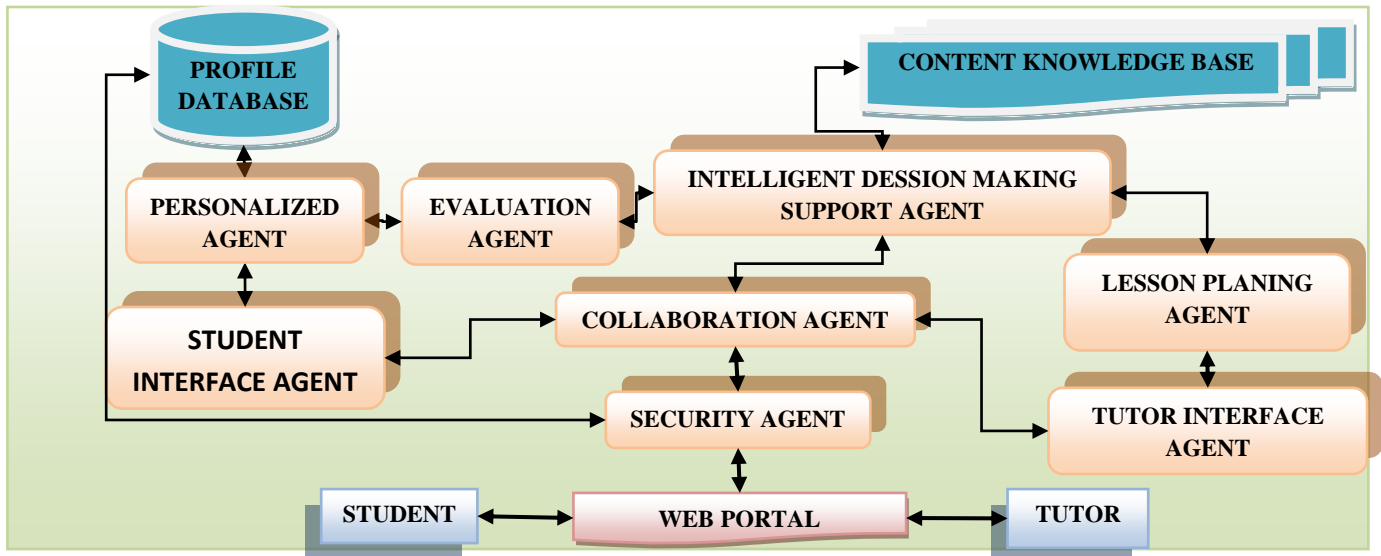 PROFILE
DATABASE
CONTENT KNOWLEDGE BASE
PERSONALIZED
AGENT
EVALUATION
AGENT
INTELLIGENT DESSION MAKING
SUPPORT AGENT
LESSON PLANING
AGENT
STUDENT
INTERFACE AGENT
COLLABORATION AGENT
SECURITY AGENT
TUTOR INTERFACE
AGENT
STUDENT
WEB PORTAL
TUTOR